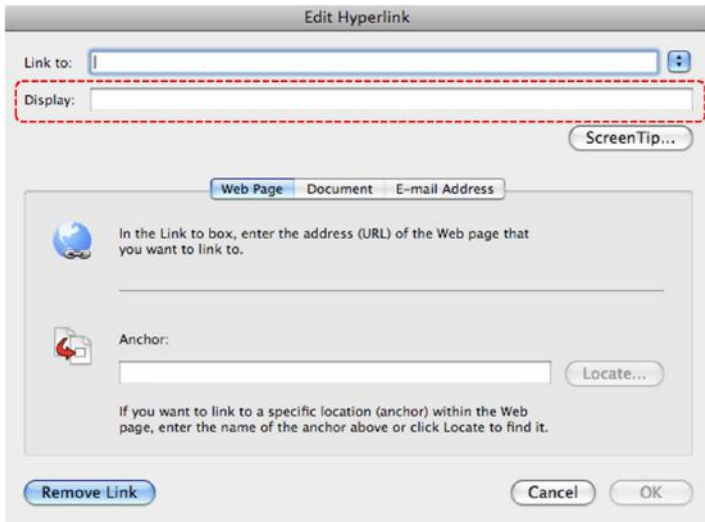 Edit Hyperlink
Link to:
Display:
ScreenTip...
Web Page Document E-mail Address
In the Link to box, enter the address (URL) of the Web page that
you want to link to.
Anchor:
Locate...
If you want to link to a specific location (anchor) within the Web
page, enter the name of the anchor above or click Locate to find it.
Remove Link Cancel OK